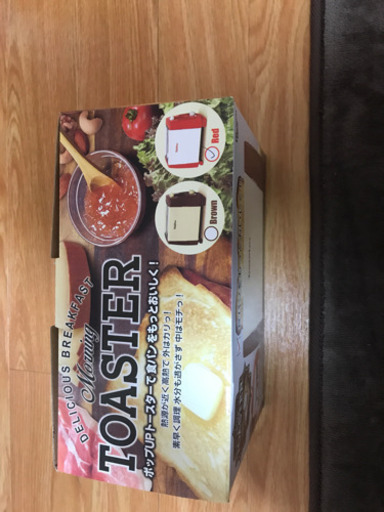 DELICIOUS BREAKFAST
Morning
TOASTER
ポップUPトースターで食パンをもっとおいしく!
熱源が近く高熱で 外はカリっ!
素早く調理 水分も逃がさず 中はモチっ!
Red
Brown